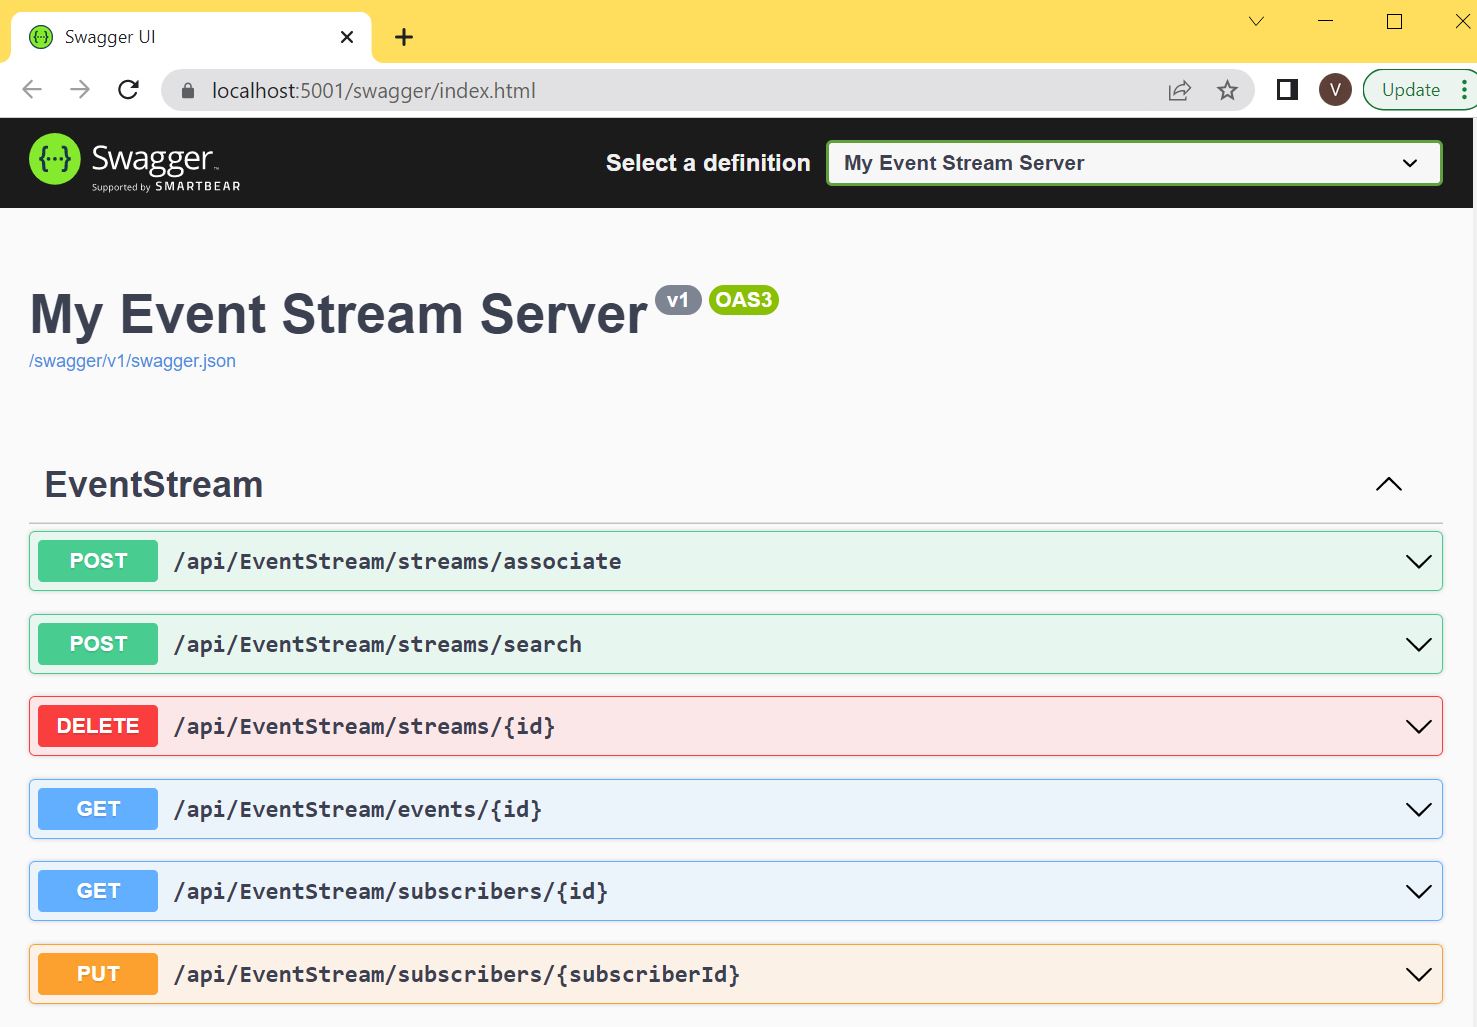 Swagger UI
localhost:5001/swagger/index.html
V
Update
{···} Swagger™
Supported by SMARTBEAR
Select a definition
My Event Stream Server
My Event Stream Server v1 OAS3
/swagger/v1/swagger.json
EventStream
POST /api/EventStream/streams/associate
POST /api/EventStream/streams/search
DELETE /api/EventStream/streams/{id}
GET /api/EventStream/events/{id}
GET /api/EventStream/subscribers/{id}
PUT /api/EventStream/subscribers/{subscriberId}